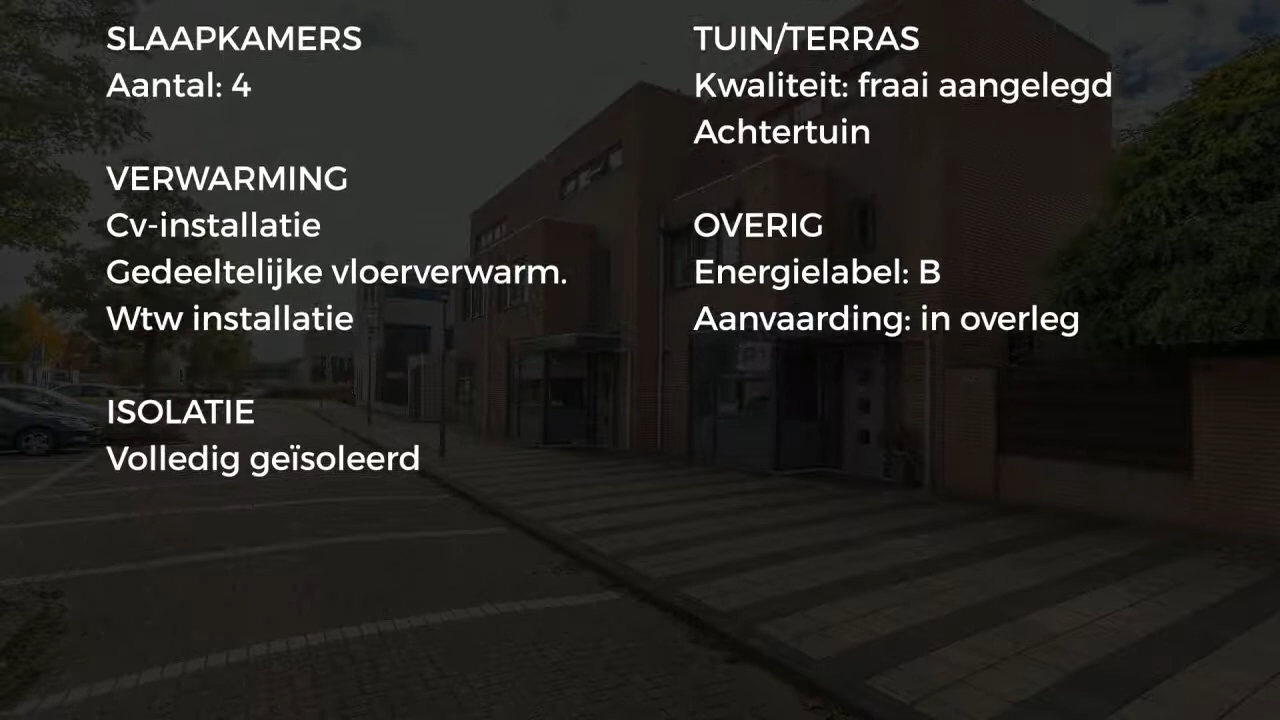 SLAAPKAMERS
Aantal: 4
VERWARMING
Cv-installatie
Gedeeltelijke vloerverwarm.
Wtw installatie
ISOLATIE
Volledig geïsoleerd
TUIN/TERRAS
Kwaliteit: fraai aangelegd
Achtertuin
OVERIG
Energielabel: B
Aanvaarding: in overleg